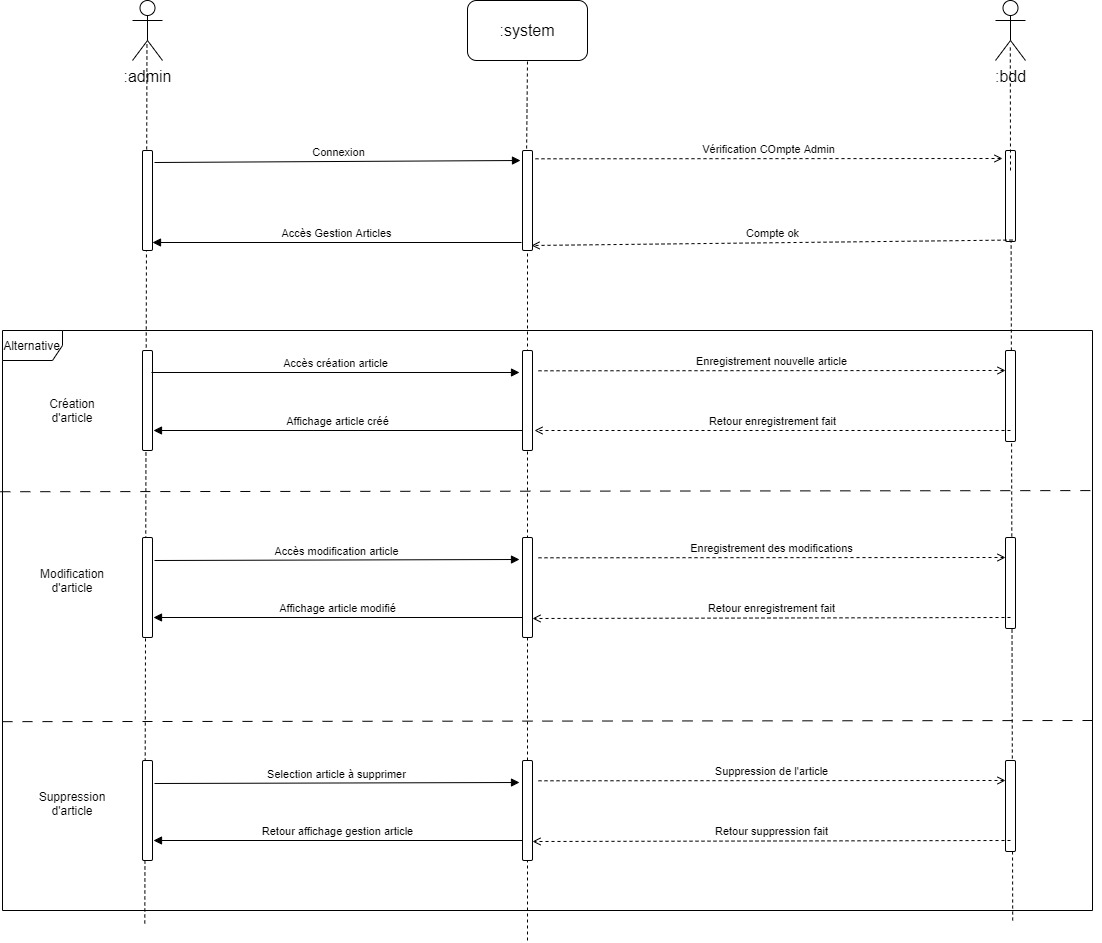 :admin
:system
:bdd
Connexion
Vérification COmpte Admin
Accès Gestion Articles
Compte ok
Alternative
Accès création article
Enregistrement nouvelle article
Création
d'article
Affichage article créé
Retour enregistrement fait
Accès modification article
Enregistrement des modifications
Modification
d'article
Affichage article modifié
Retour enregistrement fait
Selection article à supprimer
Suppression de l'article
Suppression
d'article
Retour affichage gestion article
Retour suppression fait